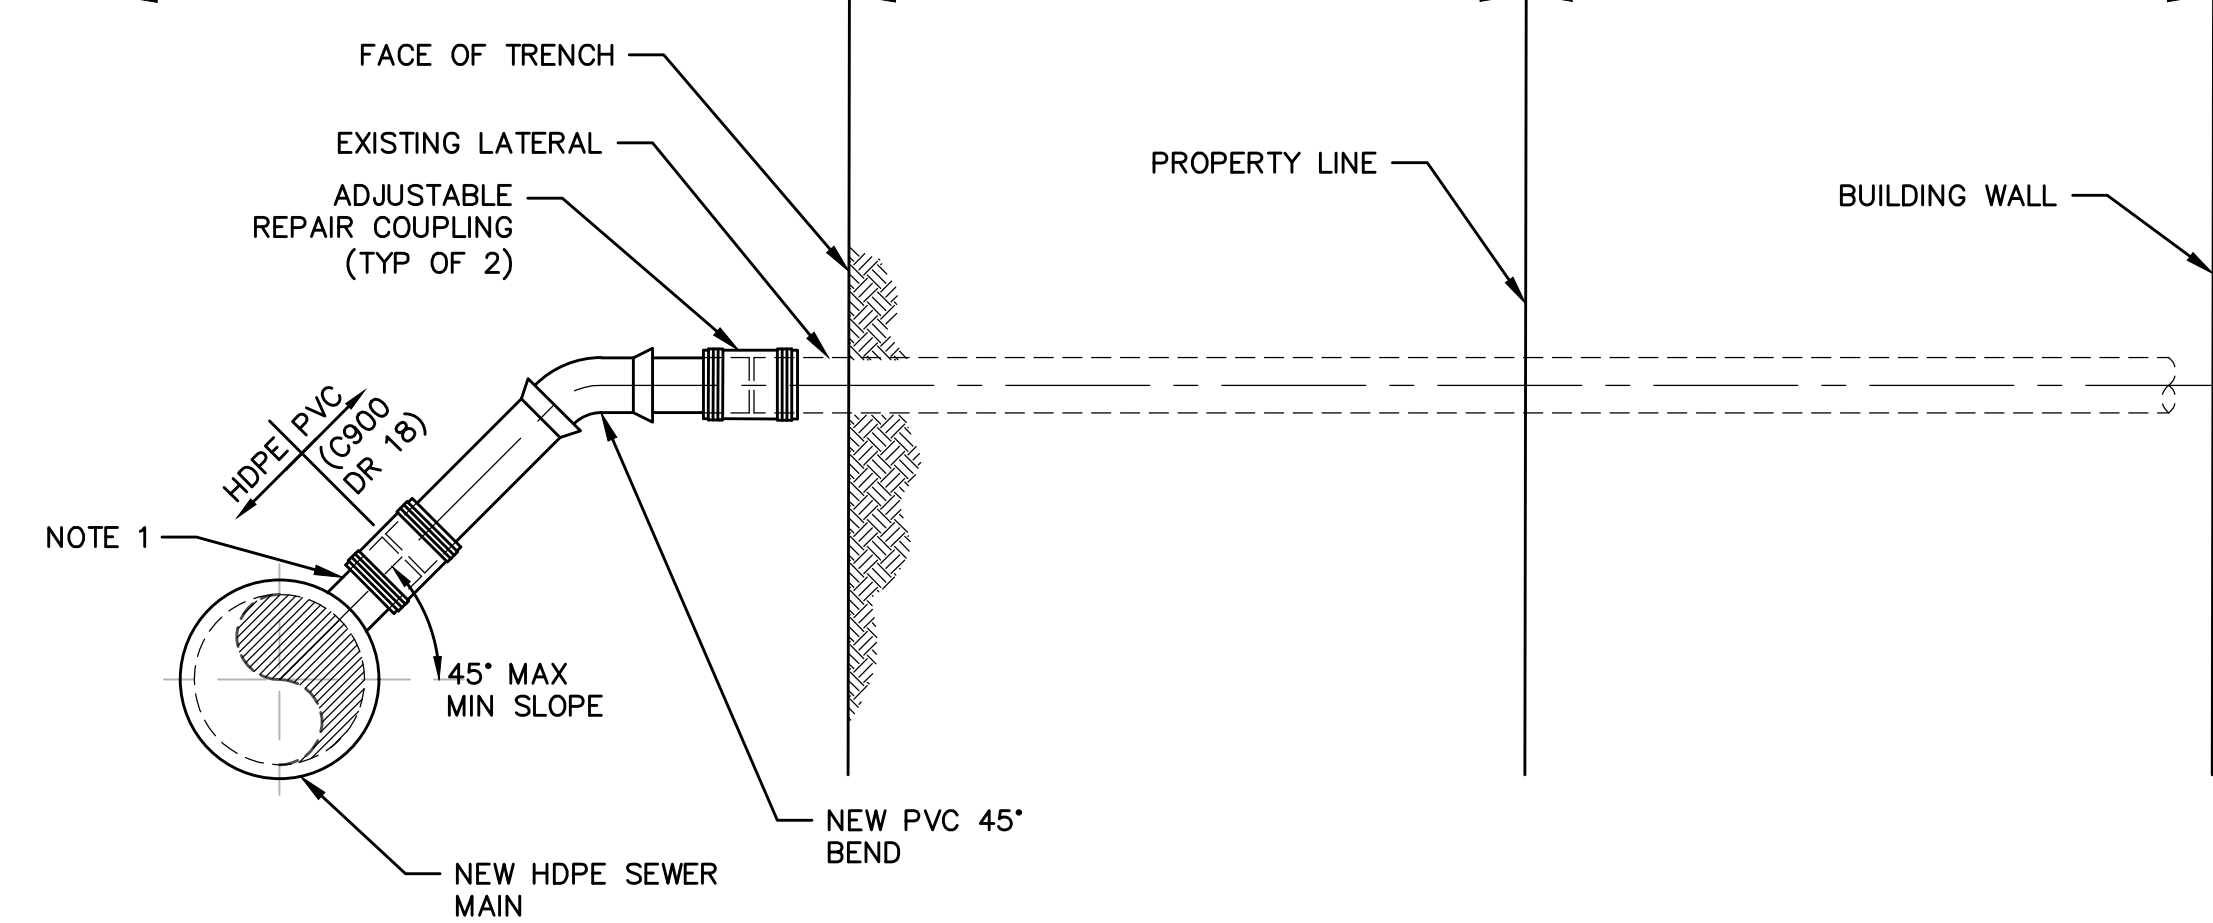 FACE OF TRENCH
EXISTING LATERAL
PROPERTY LINE
ADJUSTABLE
REPAIR COUPLING
(TYP OF 2)
BUILDING WALL
HDPE
PVC
(C900
DR 18)
NOTE 1
45° MAX
MIN SLOPE
NEW PVC 45°
BEND
NEW HDPE SEWER
MAIN